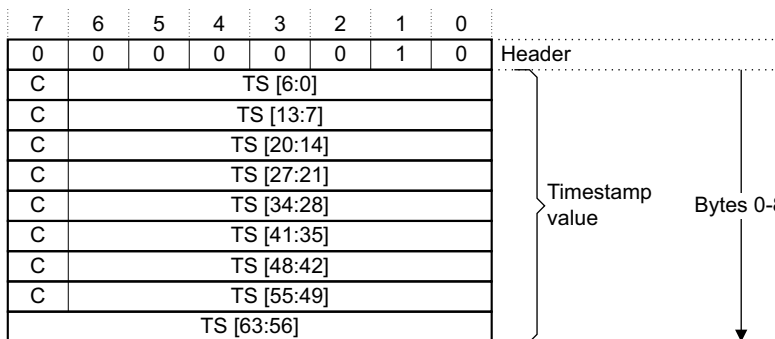 7 6 5 4 3 2 1 0
0 0 0 0 0 0 1 0 Header
C TS [6:0]
C TS [13:7]
C TS [20:14]
C TS [27:21]
C TS [34:28]
C TS [41:35]
C TS [48:42]
C TS [55:49]
TS [63:56]
Timestamp
value
Bytes 0-8